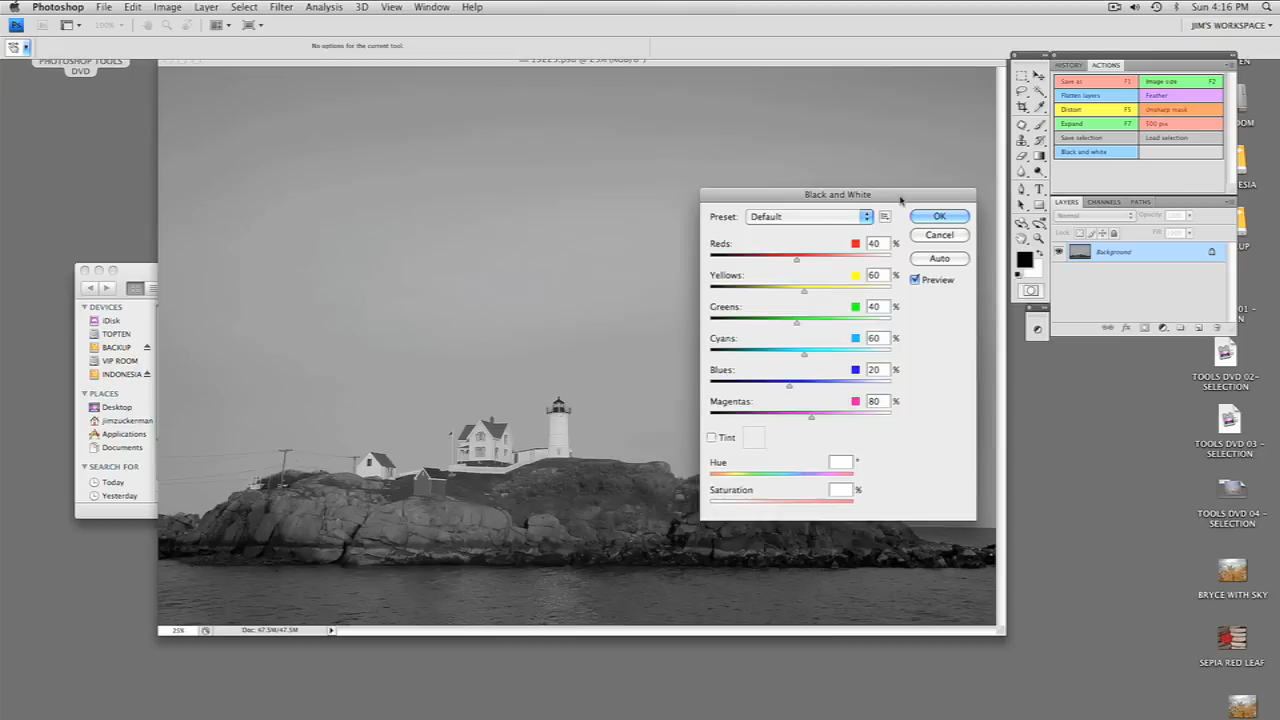 Photoshop File Edit Image Layer Select Filter Analysis 3D View Window Help
Sun 4:16 PM
100%
JIM'S WORKSPACE
No options for the current tool.
PHOTOSHOP TOOLS
DVD
HISTORY ACTIONS
Save as F1
Image size F2
Flatten layers
Feather
Distort F5
Unsharp mask
Expand F7
500 pix
Save selection
Load selection
Black and white
LAYERS CHANNELS PATHS
Normal
Opacity:
Lock:
Fill:
Background
Black and White
Preset: Default
OK
Cancel
Auto
Preview
Reds: 40 %
Yellows: 60 %
Greens: 40 %
Cyans: 60 %
Blues: 20 %
Magentas: 80 %
Tint
Hue °
Saturation %
DEVICES
iDisk
TOPTEN
BACKUP
VIP ROOM
INDONESIA
PLACES
Desktop
jimzuckerman
Applications
Documents
SEARCH FOR
Today
Yesterday
25%
Doc: 47.5M/47.5M
TOOLS DVD 02-
SELECTION
TOOLS DVD 03 -
SELECTION
TOOLS DVD 04 -
SELECTION
BRYCE WITH SKY
SEPIA RED LEAF